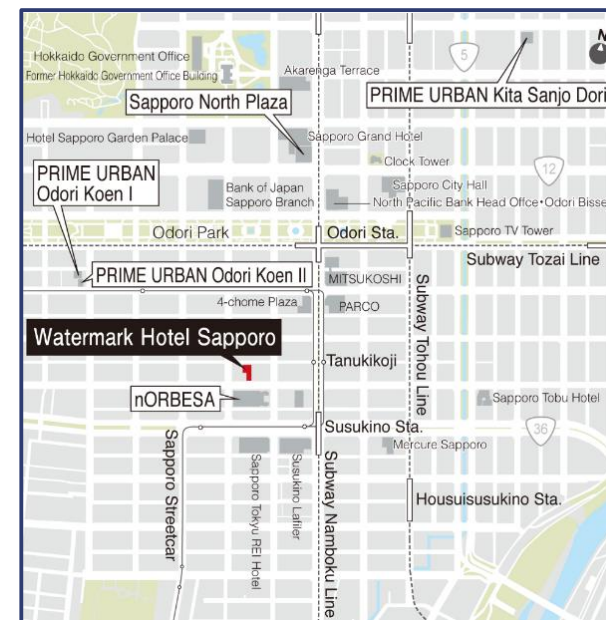 N
5
Hokkaido Government Office
Former Hokkaido Government Office Building
Akarenga Terrace
PRIME URBAN Kita Sanjo Dori
Sapporo North Plaza
Hotel Sapporo Garden Palace
Sapporo Grand Hotel
Clock Tower
12
PRIME URBAN
Odori Koen I
Bank of Japan
Sapporo Branch
Sapporo City Hall
North Pacific Bank Head Offce・Odori Bisse
Odori Park
Odori Sta.
Sapporo TV Tower
Subway Tozai Line
PRIME URBAN Odori Koen II
MITSUKOSHI
4-chome Plaza
PARCO
Subway Tohou Line
Watermark Hotel Sapporo
Tanukikoji
nORBESA
Sapporo Tobu Hotel
Susukino Sta.
36
Mercure Sapporo
Sapporo Streetcar
Sapporo Tokyu REI Hotel
Susukino Lafiler
Subway Namboku Line
Housuisusukino Sta.